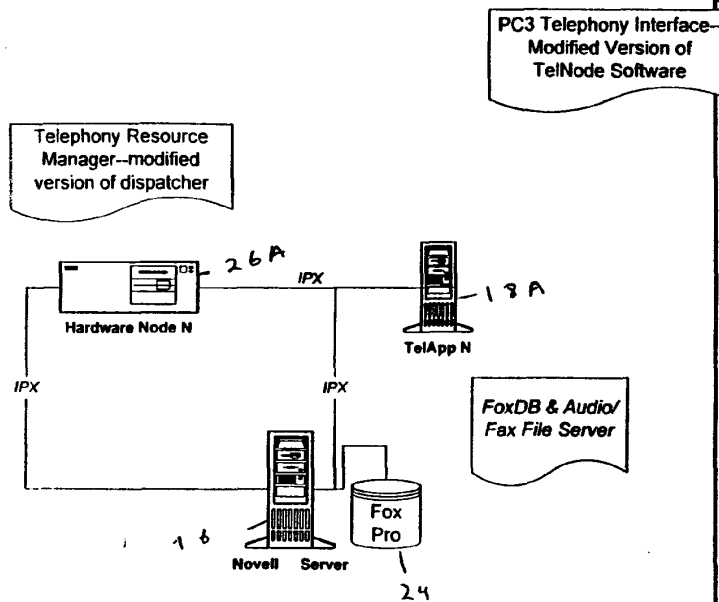 PC3 Telephony Interface--
Modified Version of
TelNode Software
Telephony Resource
Manager--modified
version of dispatcher
26A
IPX
Hardware Node N
18A
TelApp N
IPX
IPX
FoxDB & Audio/
Fax File Server
Fox
Pro
16
Novell Server
24